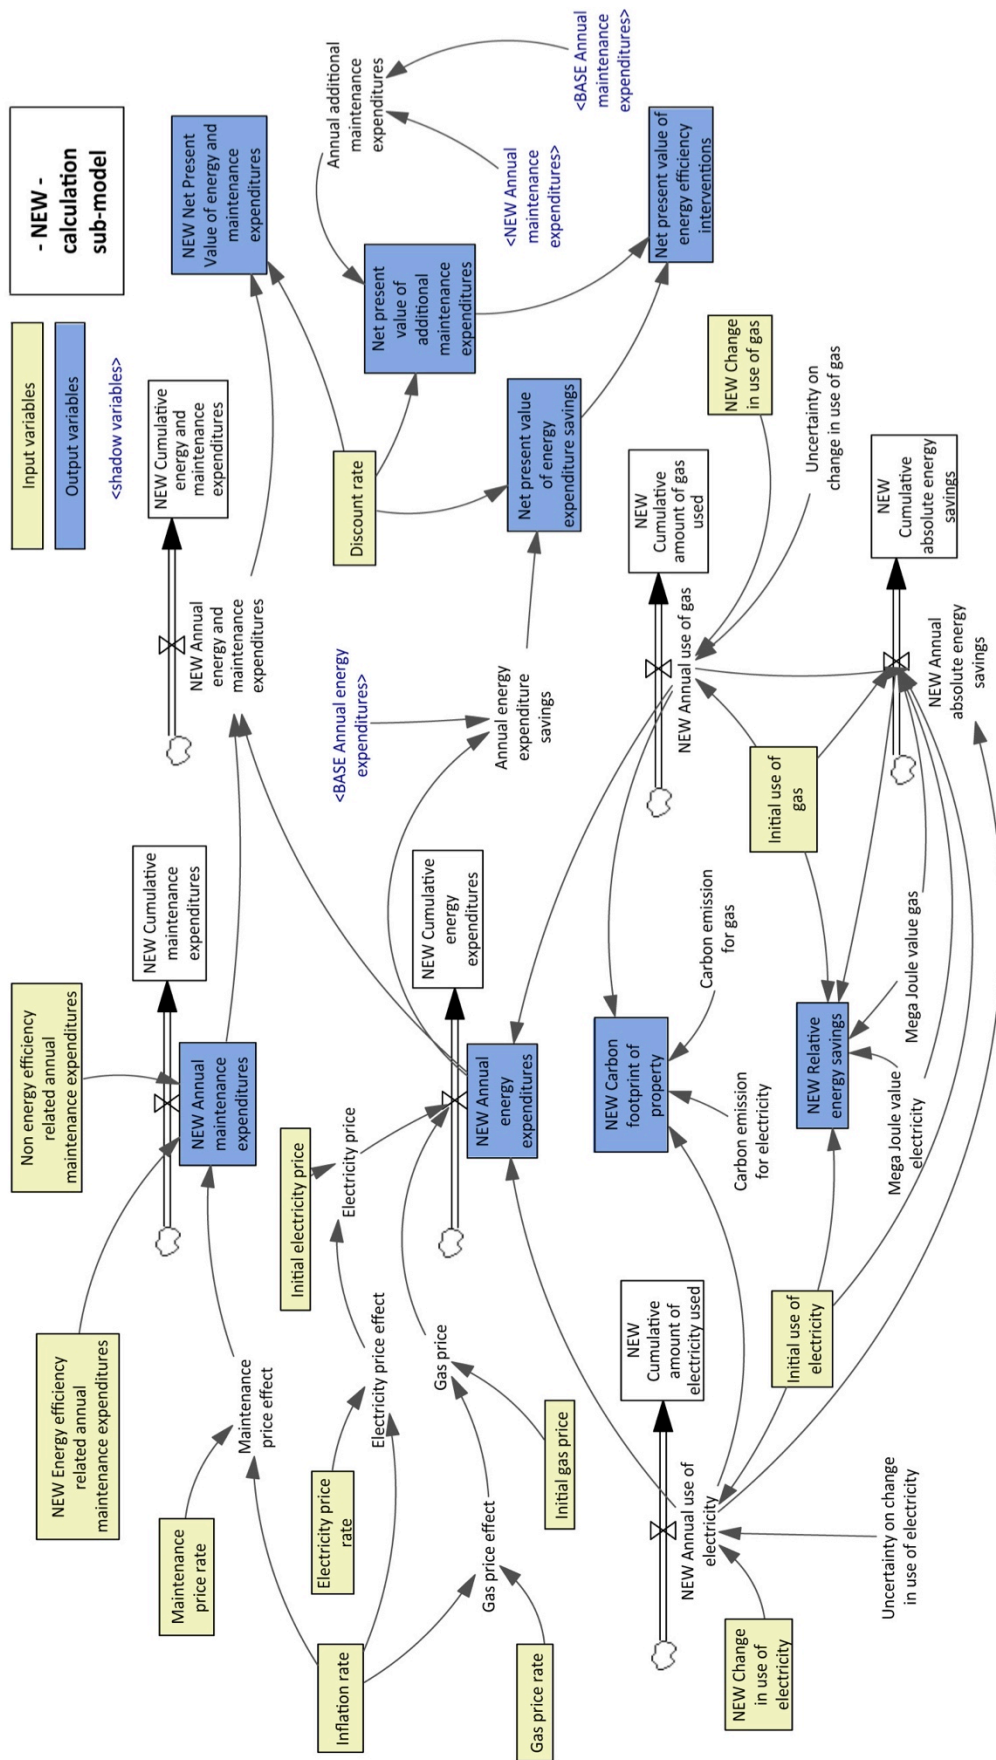 - NEW -
calculation
sub-model
Input variables
Output variables
<shadow variables>
NEW Energy efficiency
related annual
maintenance expenditures
Non energy efficiency
related annual
maintenance expenditures
NEW Cumulative
maintenance
expenditures
NEW Cumulative
energy and
maintenance
expenditures
NEW Net Present
Value of energy and
maintenance
expenditures
Maintenance
price rate
Maintenance
price effect
NEW Annual
maintenance
expenditures
NEW Annual
energy and
maintenance
expenditures
Annual additional
maintenance
expenditures
Inflation rate
Electricity price
rate
Electricity price effect
Initial electricity price
Electricity price
<BASE Annual energy
expenditures>
Discount rate
Net present
value of
additional
maintenance
expenditures
<NEW Annual
maintenance
expenditures>
<BASE Annual
maintenance
expenditures>
Gas price rate
Gas price effect
Initial gas price
Gas price
NEW Annual
energy
expenditures
NEW Cumulative
energy
expenditures
Annual energy
expenditure
savings
Net present value
of energy
expenditure savings
Net present value of
energy efficiency
interventions
NEW Change
in use of
electricity
NEW Annual use of
electricity
NEW
Cumulative
amount of
electricity used
NEW Carbon
footprint of
property
Carbon emission
for electricity
Carbon emission
for gas
NEW Annual use of gas
NEW
Cumulative
amount of gas
used
NEW Change
in use of gas
Uncertainty on
change in use of gas
Uncertainty on change
in use of electricity
Initial use of
electricity
NEW Relative
energy savings
Mega Joule value
electricity
Mega Joule value gas
Initial use of
gas
NEW Annual
absolute energy
savings
NEW
Cumulative
absolute energy
savings